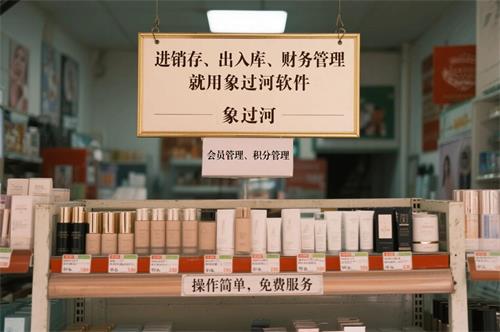 进销存、出入库、财务管理
就用象过河软件
象过河
会员管理、积分管理
操作简单，免费服务